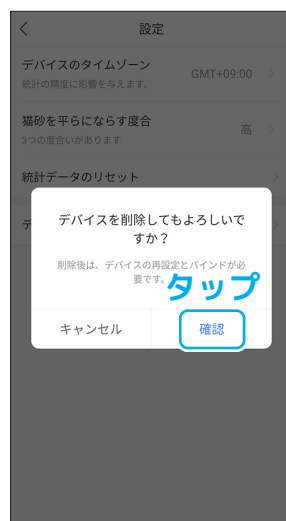 設定
デバイスのタイムゾーン
GMT+09:00
統計の精度に影響を与えます。
猫砂を平らにならす度合
高
3つの度合いがあります
統計データのリセット
デ
デバイスを削除してもよろしいで
すか？
削除後は、デバイスの再設定とバインドが必
要です。
タップ
キャンセル
確認